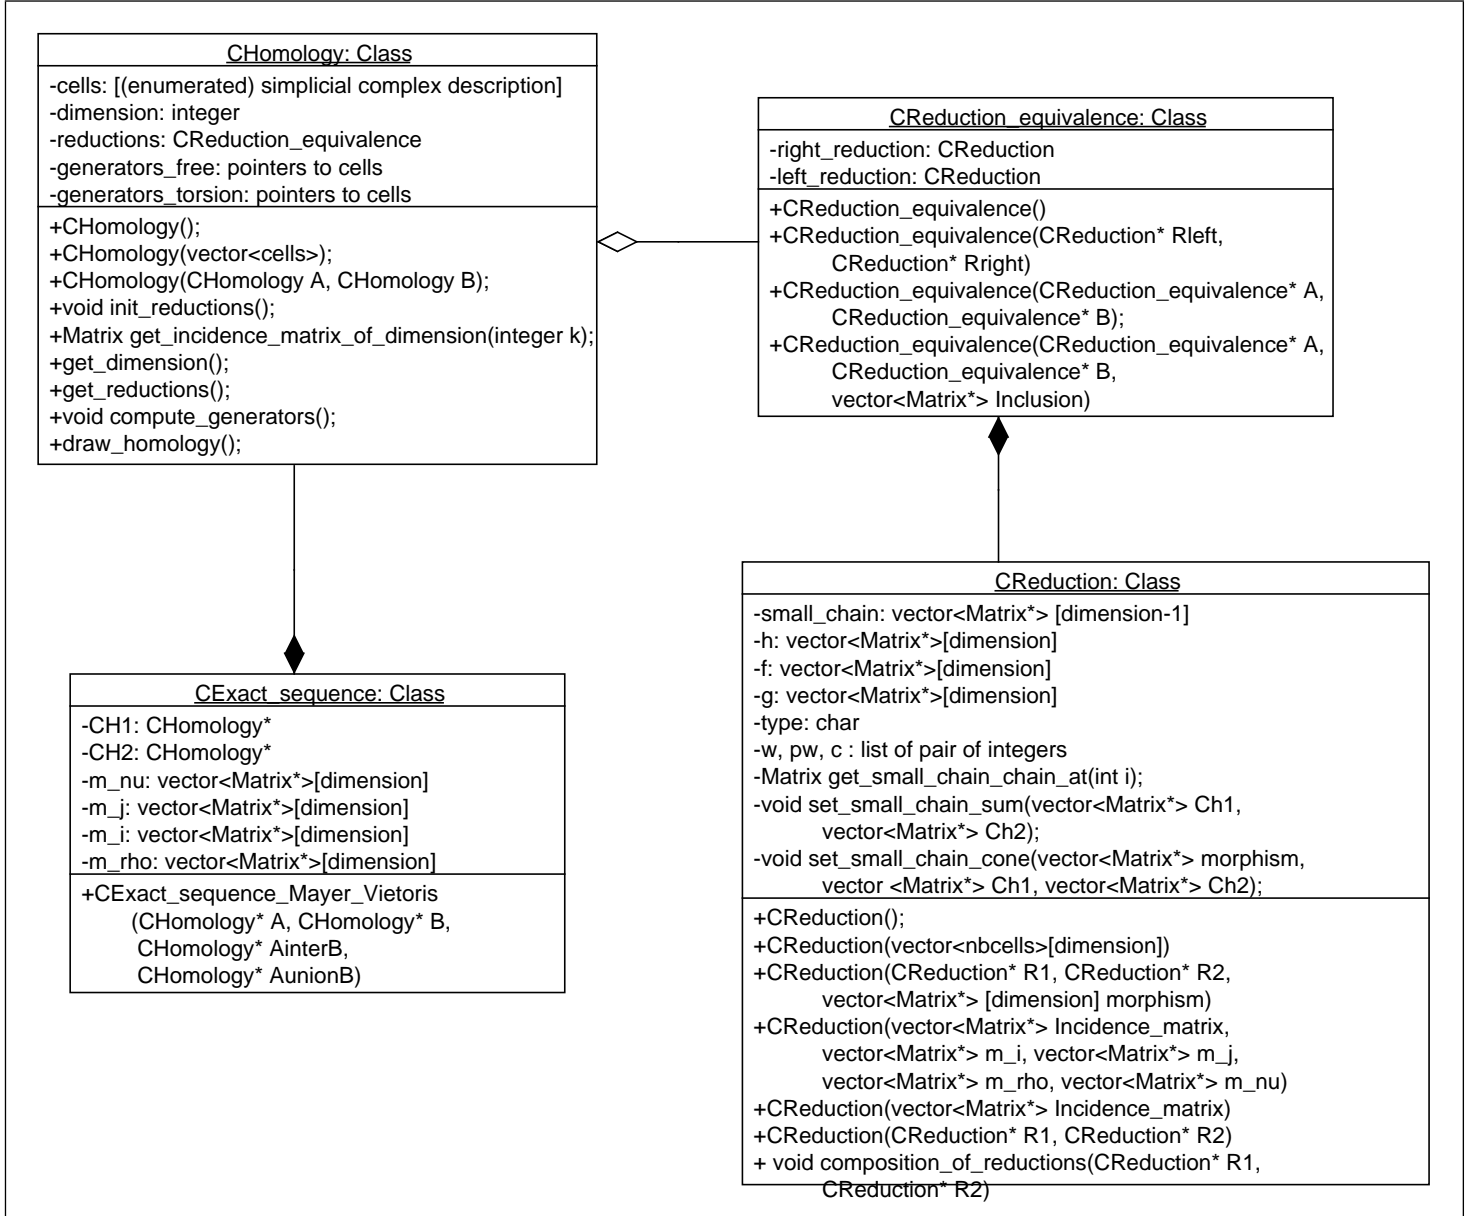 CHomology: Class
-cells: [(enumerated) simplicial complex description]
-dimension: integer
-reductions: CReduction_equivalence
-generators_free: pointers to cells
-generators_torsion: pointers to cells
+CHomology();
+CHomology(vector<cells>);
+CHomology(CHomology A, CHomology B);
+void init_reductions();
+Matrix get_incidence_matrix_of_dimension(integer k);
+get_dimension();
+get_reductions();
+void compute_generators();
+draw_homology();
CReduction_equivalence: Class
-right_reduction: CReduction
-left_reduction: CReduction
+CReduction_equivalence()
+CReduction_equivalence(CReduction* Rleft,
CReduction* Rright)
+CReduction_equivalence(CReduction_equivalence* A,
CReduction_equivalence* B);
+CReduction_equivalence(CReduction_equivalence* A,
CReduction_equivalence* B,
vector<Matrix*> Inclusion)
CExact_sequence: Class
-CH1: CHomology*
-CH2: CHomology*
-m_nu: vector<Matrix*>[dimension]
-m_j: vector<Matrix*>[dimension]
-m_i: vector<Matrix*>[dimension]
-m_rho: vector<Matrix*>[dimension]
+CExact_sequence_Mayer_Vietoris
(CHomology* A, CHomology* B,
CHomology* AinterB,
CHomology* AunionB)
CReduction: Class
-small_chain: vector<Matrix*> [dimension-1]
-h: vector<Matrix*>[dimension]
-f: vector<Matrix*>[dimension]
-g: vector<Matrix*>[dimension]
-type: char
-w, pw, c : list of pair of integers
-Matrix get_small_chain_chain_at(int i);
-void set_small_chain_sum(vector<Matrix*> Ch1,
vector<Matrix*> Ch2);
-void set_small_chain_cone(vector<Matrix*> morphism,
vector <Matrix*> Ch1, vector<Matrix*> Ch2);
+CReduction();
+CReduction(vector<nbcells>[dimension])
+CReduction(CReduction* R1, CReduction* R2,
vector<Matrix*> [dimension] morphism)
+CReduction(vector<Matrix*> Incidence_matrix,
vector<Matrix*> m_i, vector<Matrix*> m_j,
vector<Matrix*> m_rho, vector<Matrix*> m_nu)
+CReduction(vector<Matrix*> Incidence_matrix)
+CReduction(CReduction* R1, CReduction* R2)
+ void composition_of_reductions(CReduction* R1,
CReduction* R2)